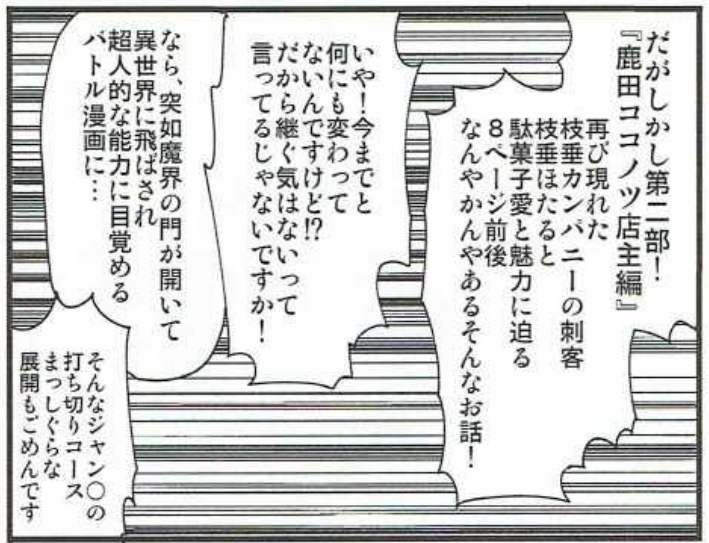 だがしかし第二部！
『鹿田ココノツ店主編』
再び現れた
枝垂カンパニーの刺客
枝垂ほたると
駄菓子愛と魅力に迫る
8ページ前後
なんやかんやあるそんなお話！
いや！今までと
何にも変わって
ないんですけど!?
だから継ぐ気はないって
言ってるじゃないですか！
なら、突如魔界の門が開いて
異世界に飛ばされ
超人的な能力に目覚める
バトル漫画に…
そんなジャン○の
打ち切りコース
まっしぐらな
展開もごめんです